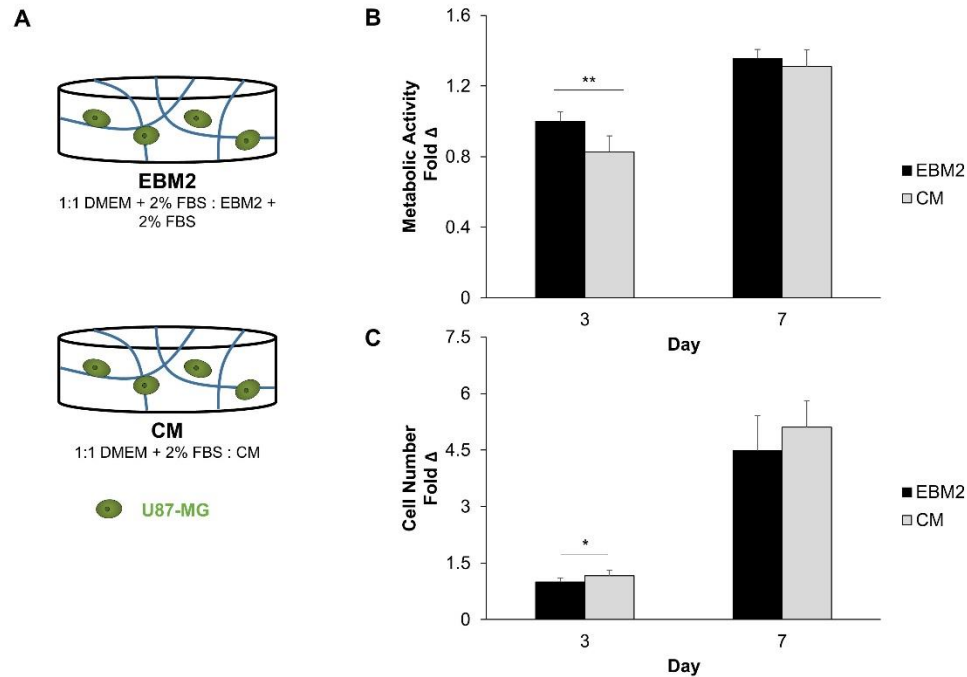 A
EBM2
1:1 DMEM + 2% FBS : EBM2 +
2% FBS
CM
1:1 DMEM + 2% FBS : CM
U87-MG
B
Metabolic Activity
Fold Δ
1.6
1.2
0.8
0.4
0
**
3
7
Day
EBM2
CM
C
Cell Number
Fold Δ
7.5
6
4.5
3
1.5
0
*
3
7
Day
EBM2
CM